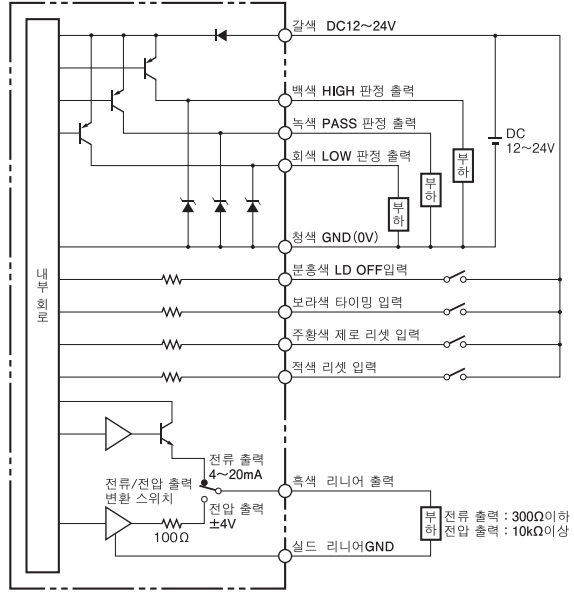 갈색 DC12～24V
백색 HIGH 판정 출력
녹색 PASS 판정 출력
DC
12～24V
회색 LOW 판정 출력
부하
부하
부하
청색 GND(0V)
내부 회로
분홍색 LD OFF입력
보라색 타이밍 입력
주황색 제로 리셋 입력
적색 리셋 입력
전류 출력
4～20mA
전류/전압 출력
변환 스위치
흑색 리니어 출력
전압 출력
±4V
100Ω
부하
전류 출력 : 300Ω이하
전압 출력 : 10kΩ이상
실드 리니어GND